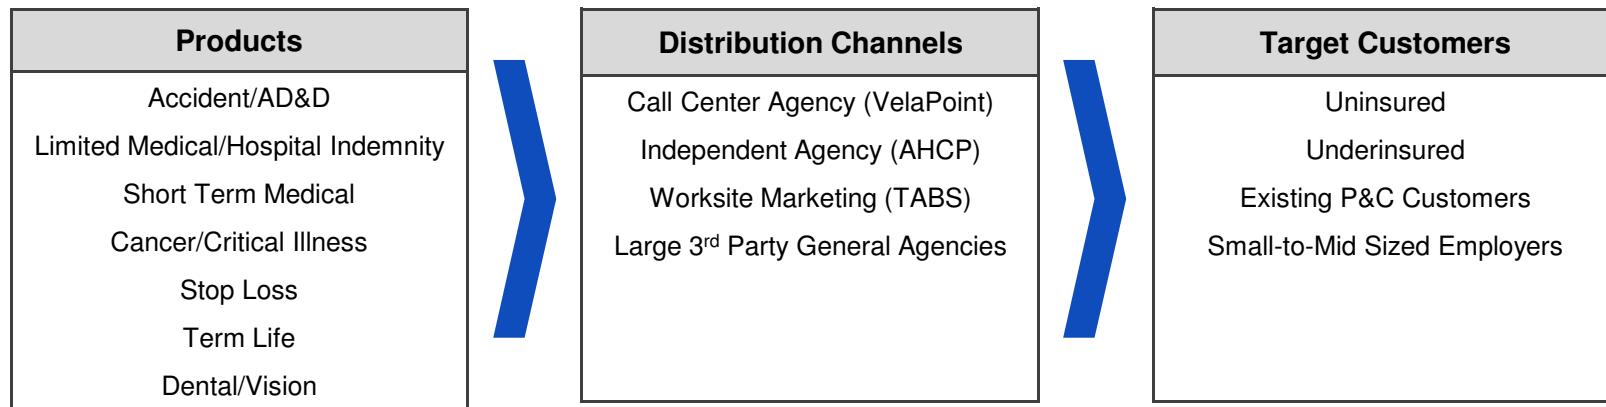 Products
Accident/AD&D
Limited Medical/Hospital Indemnity
Short Term Medical
Cancer/Critical Illness
Stop Loss
Term Life
Dental/Vision
Distribution Channels
Call Center Agency (VelaPoint)
Independent Agency (AHCP)
Worksite Marketing (TABS)
Large 3rd Party General Agencies
Target Customers
Uninsured
Underinsured
Existing P&C Customers
Small-to-Mid Sized Employers